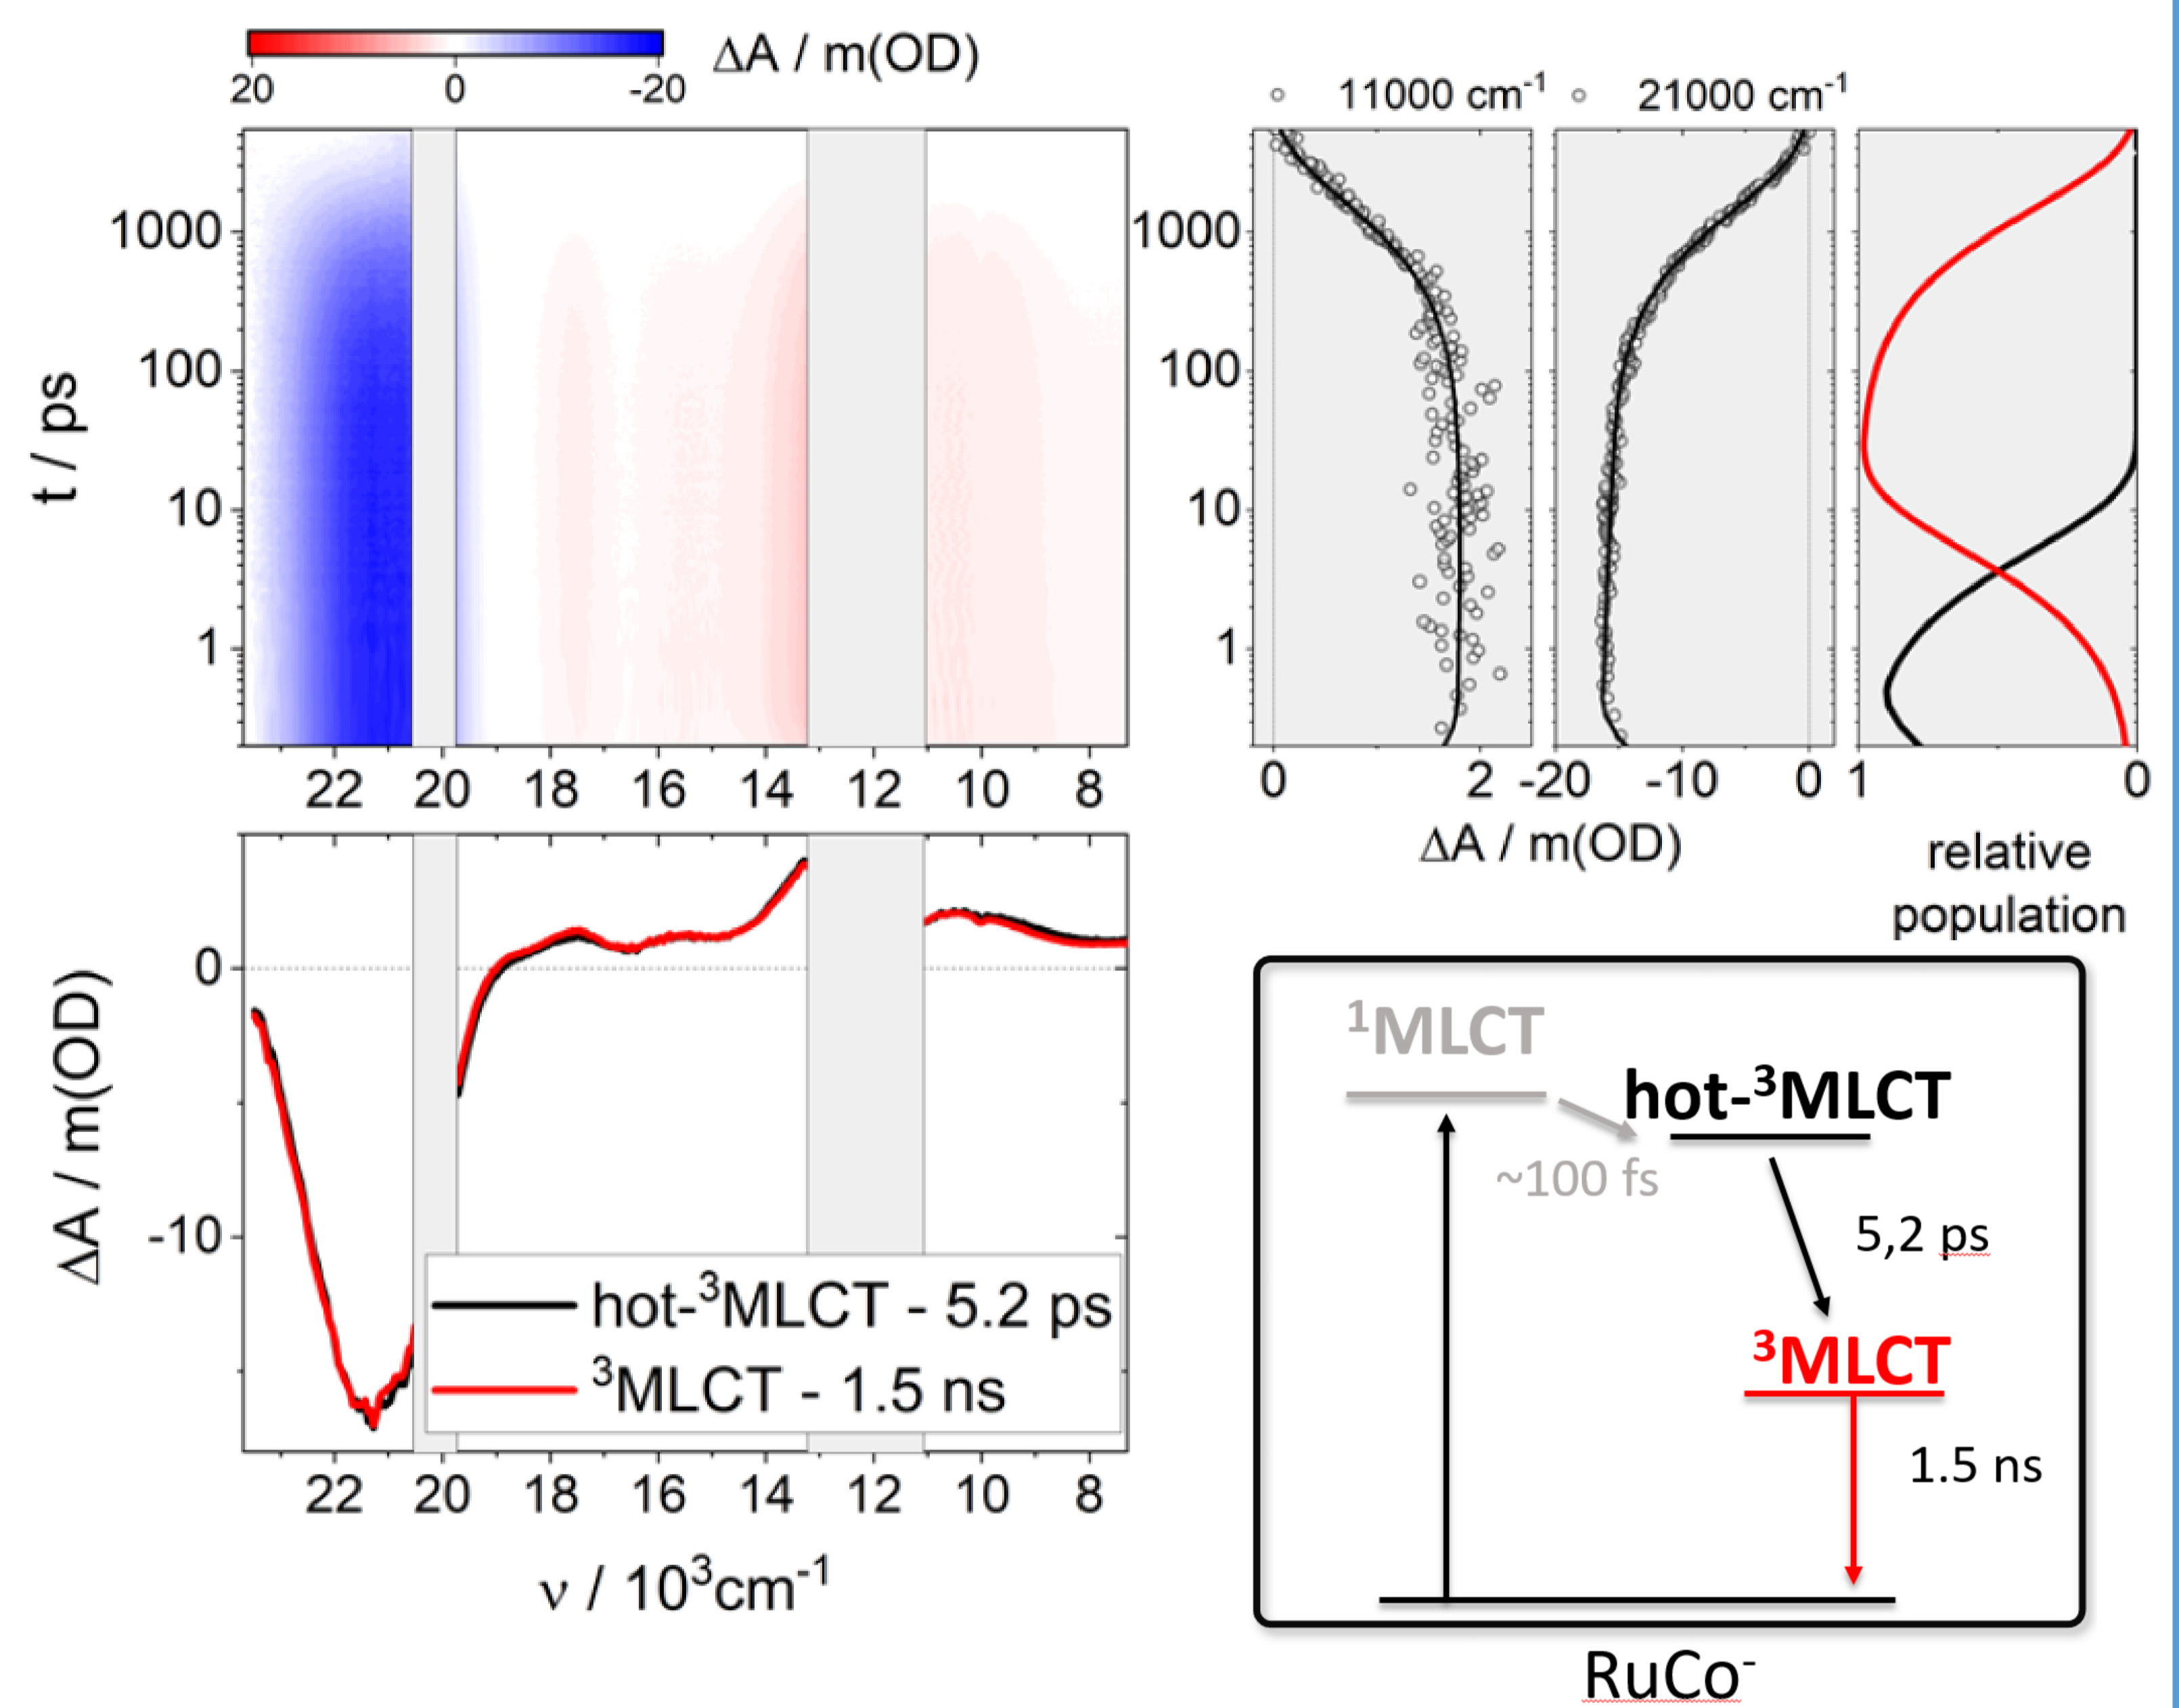 ΔA / m(OD)
20 0 -20
11000 cm⁻¹ 21000 cm⁻¹
t / ps
1000
100
10
1
22 20 18 16 14 12 10 8
1000
100
10
1
0 2 -20 -10 0 1 0
ΔA / m(OD)
relative
population
ΔA / m(OD)
0
-10
hot-³MLCT - 5.2 ps
³MLCT - 1.5 ns
22 20 18 16 14 12 10 8
ν / 10³cm⁻¹
¹MLCT
hot-³MLCT
~100 fs
5,2 ps
³MLCT
1.5 ns
RuCo⁻